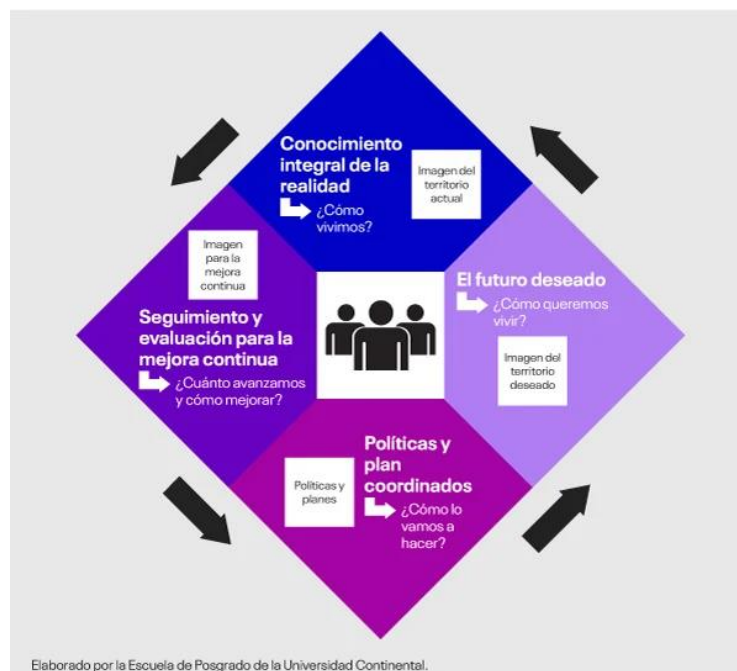 Conocimiento
integral de la
realidad
¿Cómo
vivimos?
Imagen del
territorio
actual
El futuro deseado
¿Cómo queremos
vivir?
Imagen del
territorio
deseado
Políticas y
plan
coordinados
¿Cómo lo
vamos a
hacer?
Políticas y
planes
Imagen
para la
mejora
continua
Seguimiento y
evaluación para la
mejora continua
¿Cuánto avanzamos
y cómo mejorar?
Elaborado por la Escuela de Posgrado de la Universidad Continental.